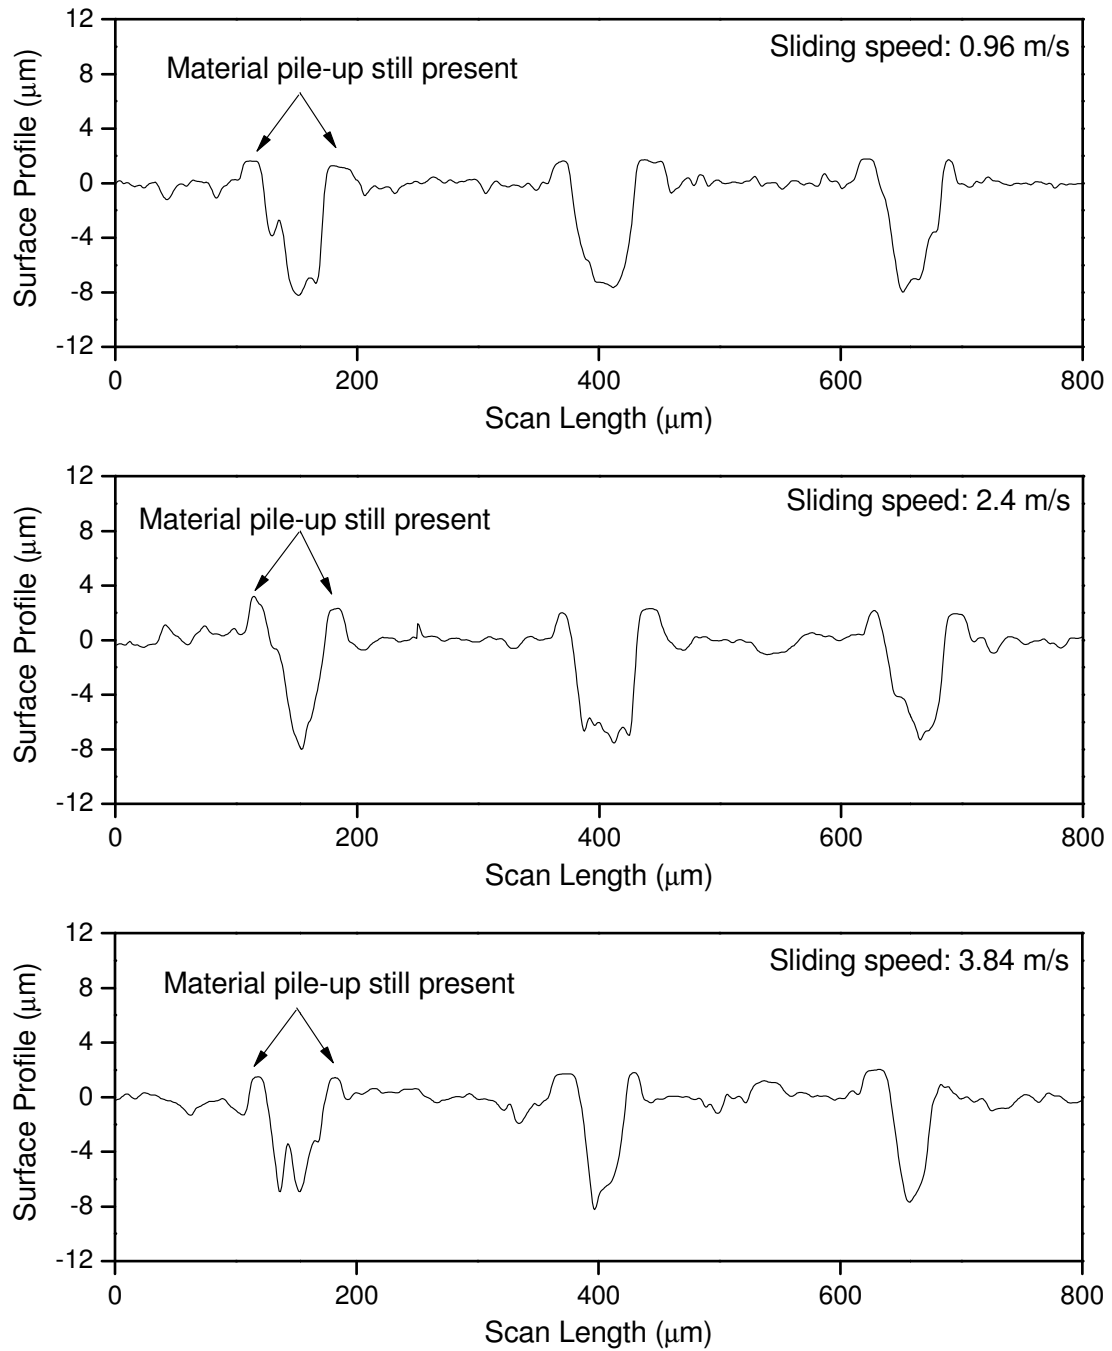 12
8
4
0
-4
-8
-12
Surface Profile (μm)
Sliding speed: 0.96 m/s
Material pile-up still present
0 200 400 600 800
Scan Length (μm)
12
8
4
0
-4
-8
-12
Surface Profile (μm)
Sliding speed: 2.4 m/s
Material pile-up still present
0 200 400 600 800
Scan Length (μm)
12
8
4
0
-4
-8
-12
Surface Profile (μm)
Sliding speed: 3.84 m/s
Material pile-up still present
0 200 400 600 800
Scan Length (μm)